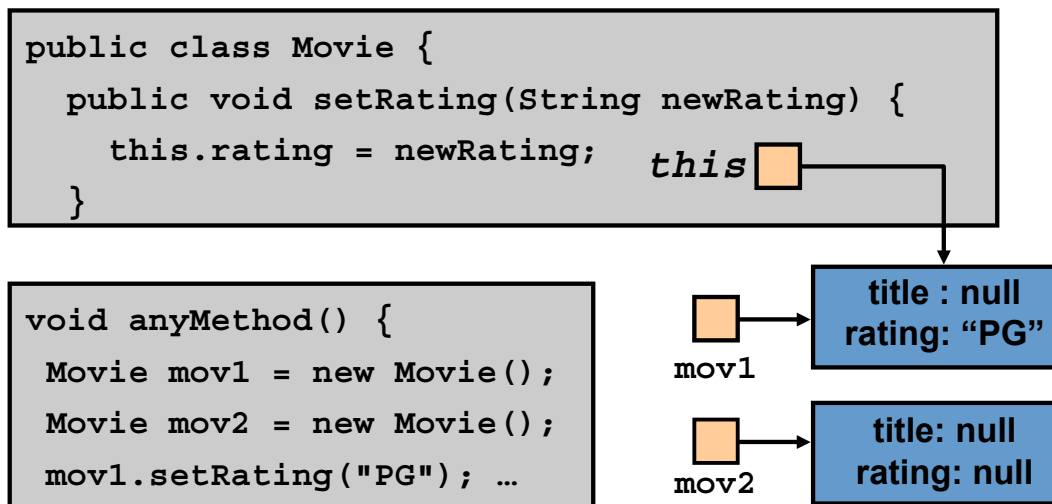 public class Movie {
public void setRating(String newRating) {
this.rating = newRating;
this
}
title : null
rating: “PG”
mov1
void anyMethod() {
Movie mov1 = new Movie();
Movie mov2 = new Movie();
mov1.setRating("PG"); …
title: null
rating: null
mov2